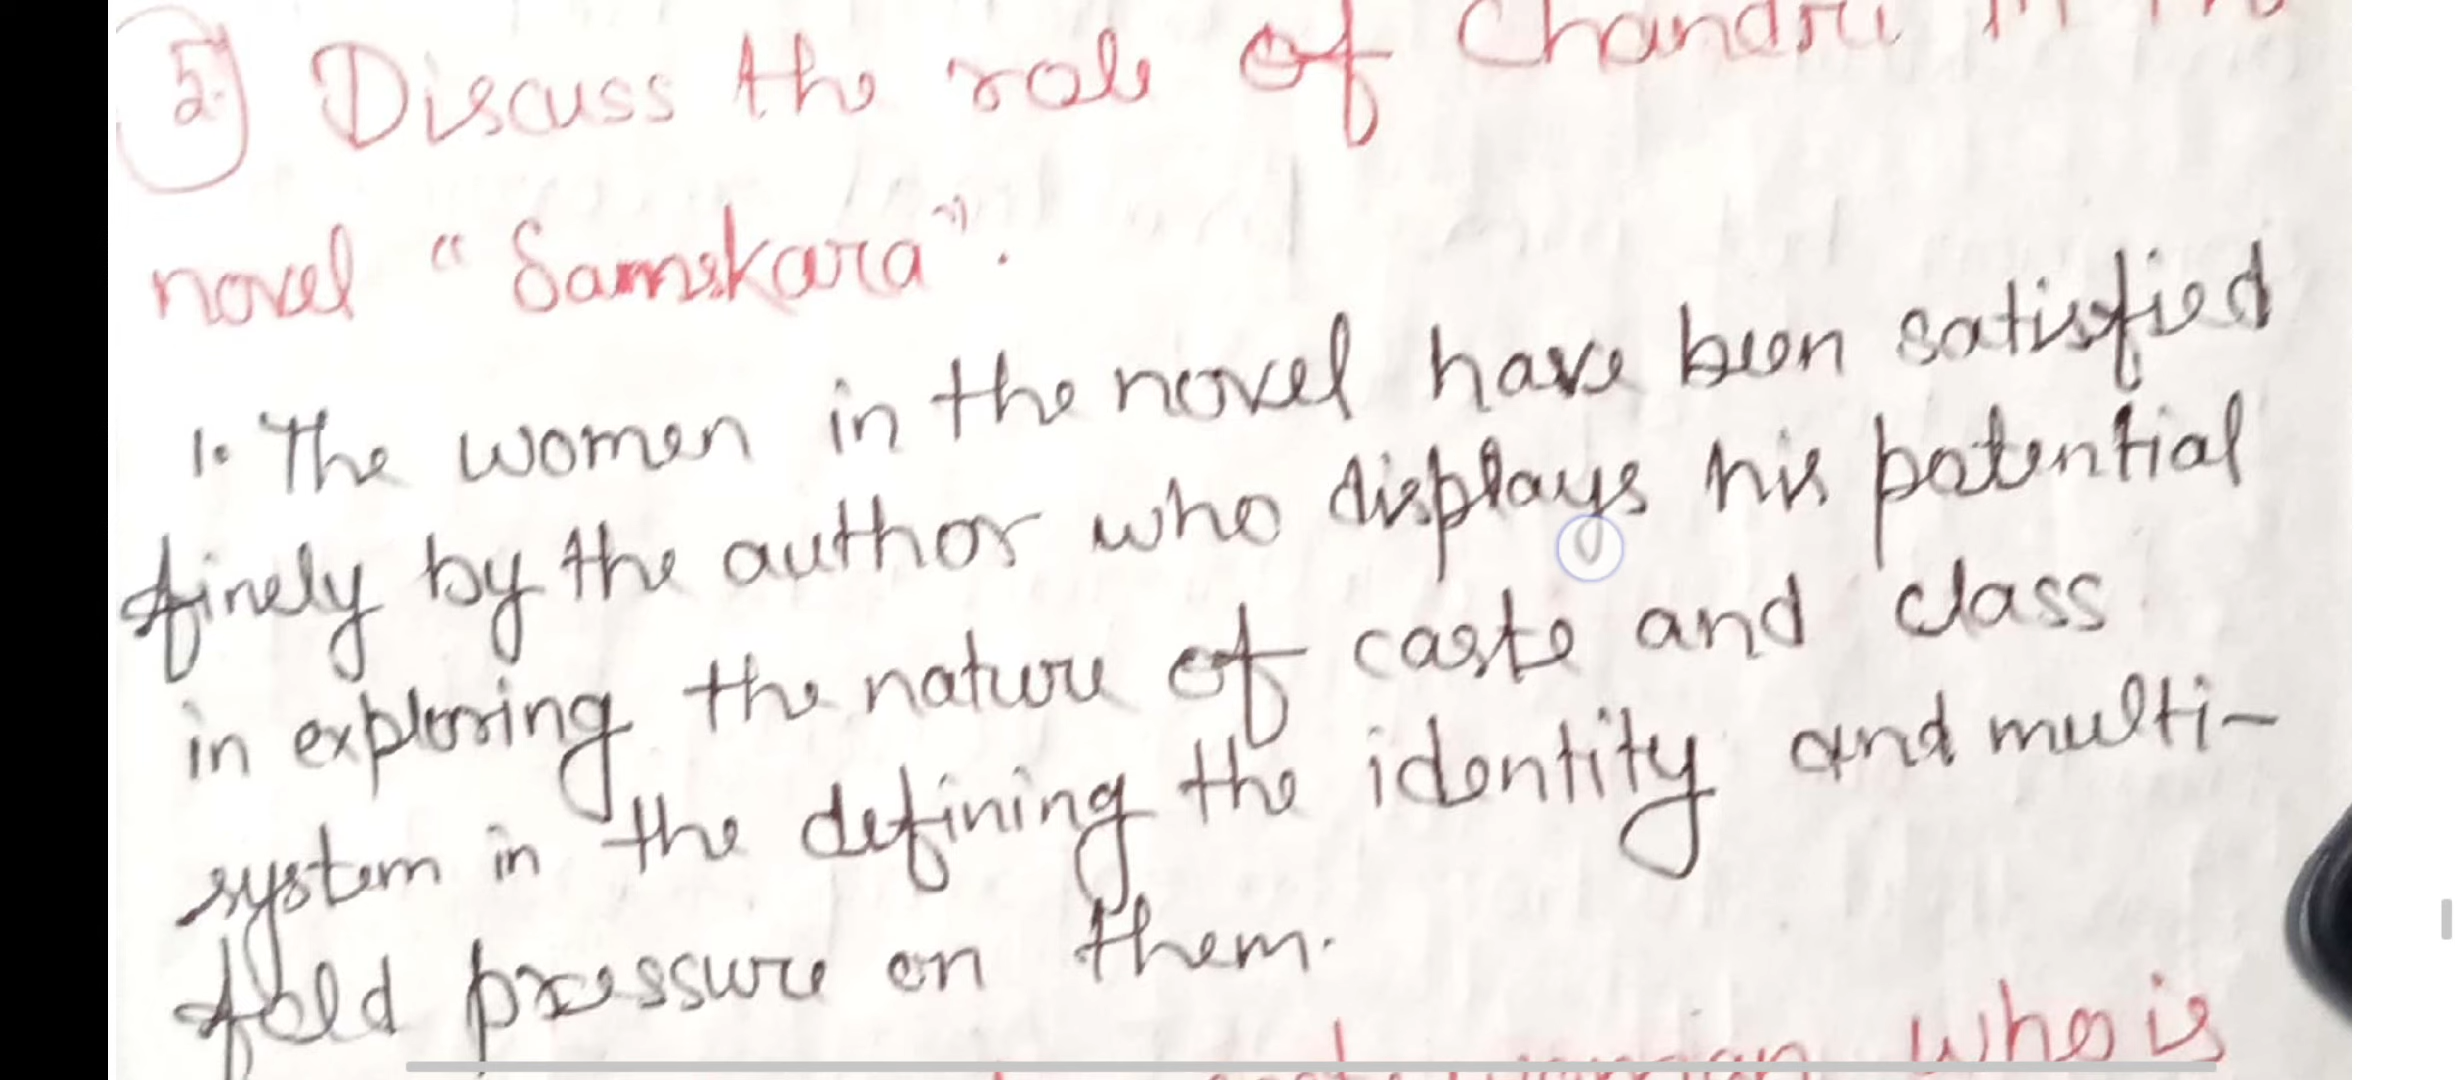 5.) Discuss the role of Chandri in the
novel "Samskara".
1. The women in the novel have been satisfied
finely by the author who displays his potential
in exploring the nature of caste and class
system in the defining the identity and multi-
fold pressure on them.
who is